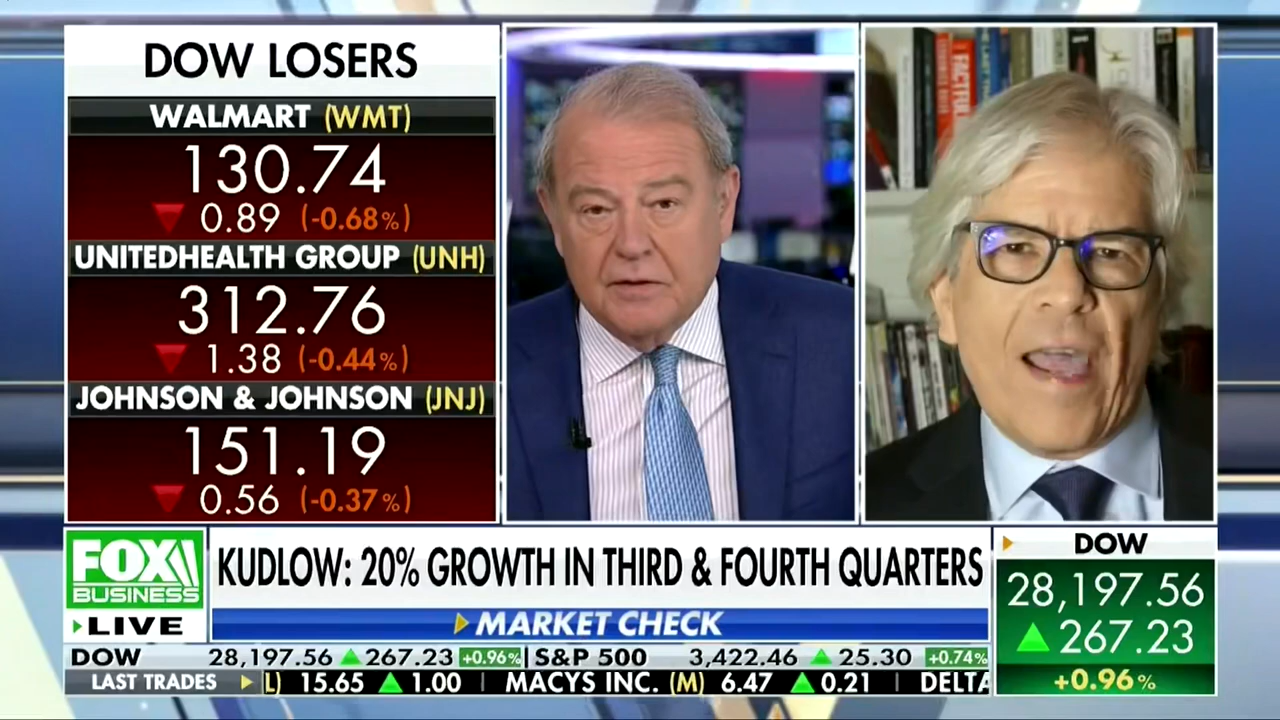 DOW LOSERS
WALMART (WMT)
130.74
▼ 0.89 (-0.68%)
UNITEDHEALTH GROUP (UNH)
312.76
▼ 1.38 (-0.44%)
JOHNSON & JOHNSON (JNJ)
151.19
▼ 0.56 (-0.37%)
FACTFUL
FOX
BUSINESS
LIVE
KUDLOW: 20% GROWTH IN THIRD & FOURTH QUARTERS
MARKET CHECK
DOW
28,197.56
▲ 267.23
+0.96%
DOW 28,197.56 ▲ 267.23 +0.96% S&P 500 3,422.46 ▲ 25.30 +0.74%
LAST TRADES L) 15.65 ▲ 1.00 | MACYS INC. (M) 6.47 ▲ 0.21 | DELTA